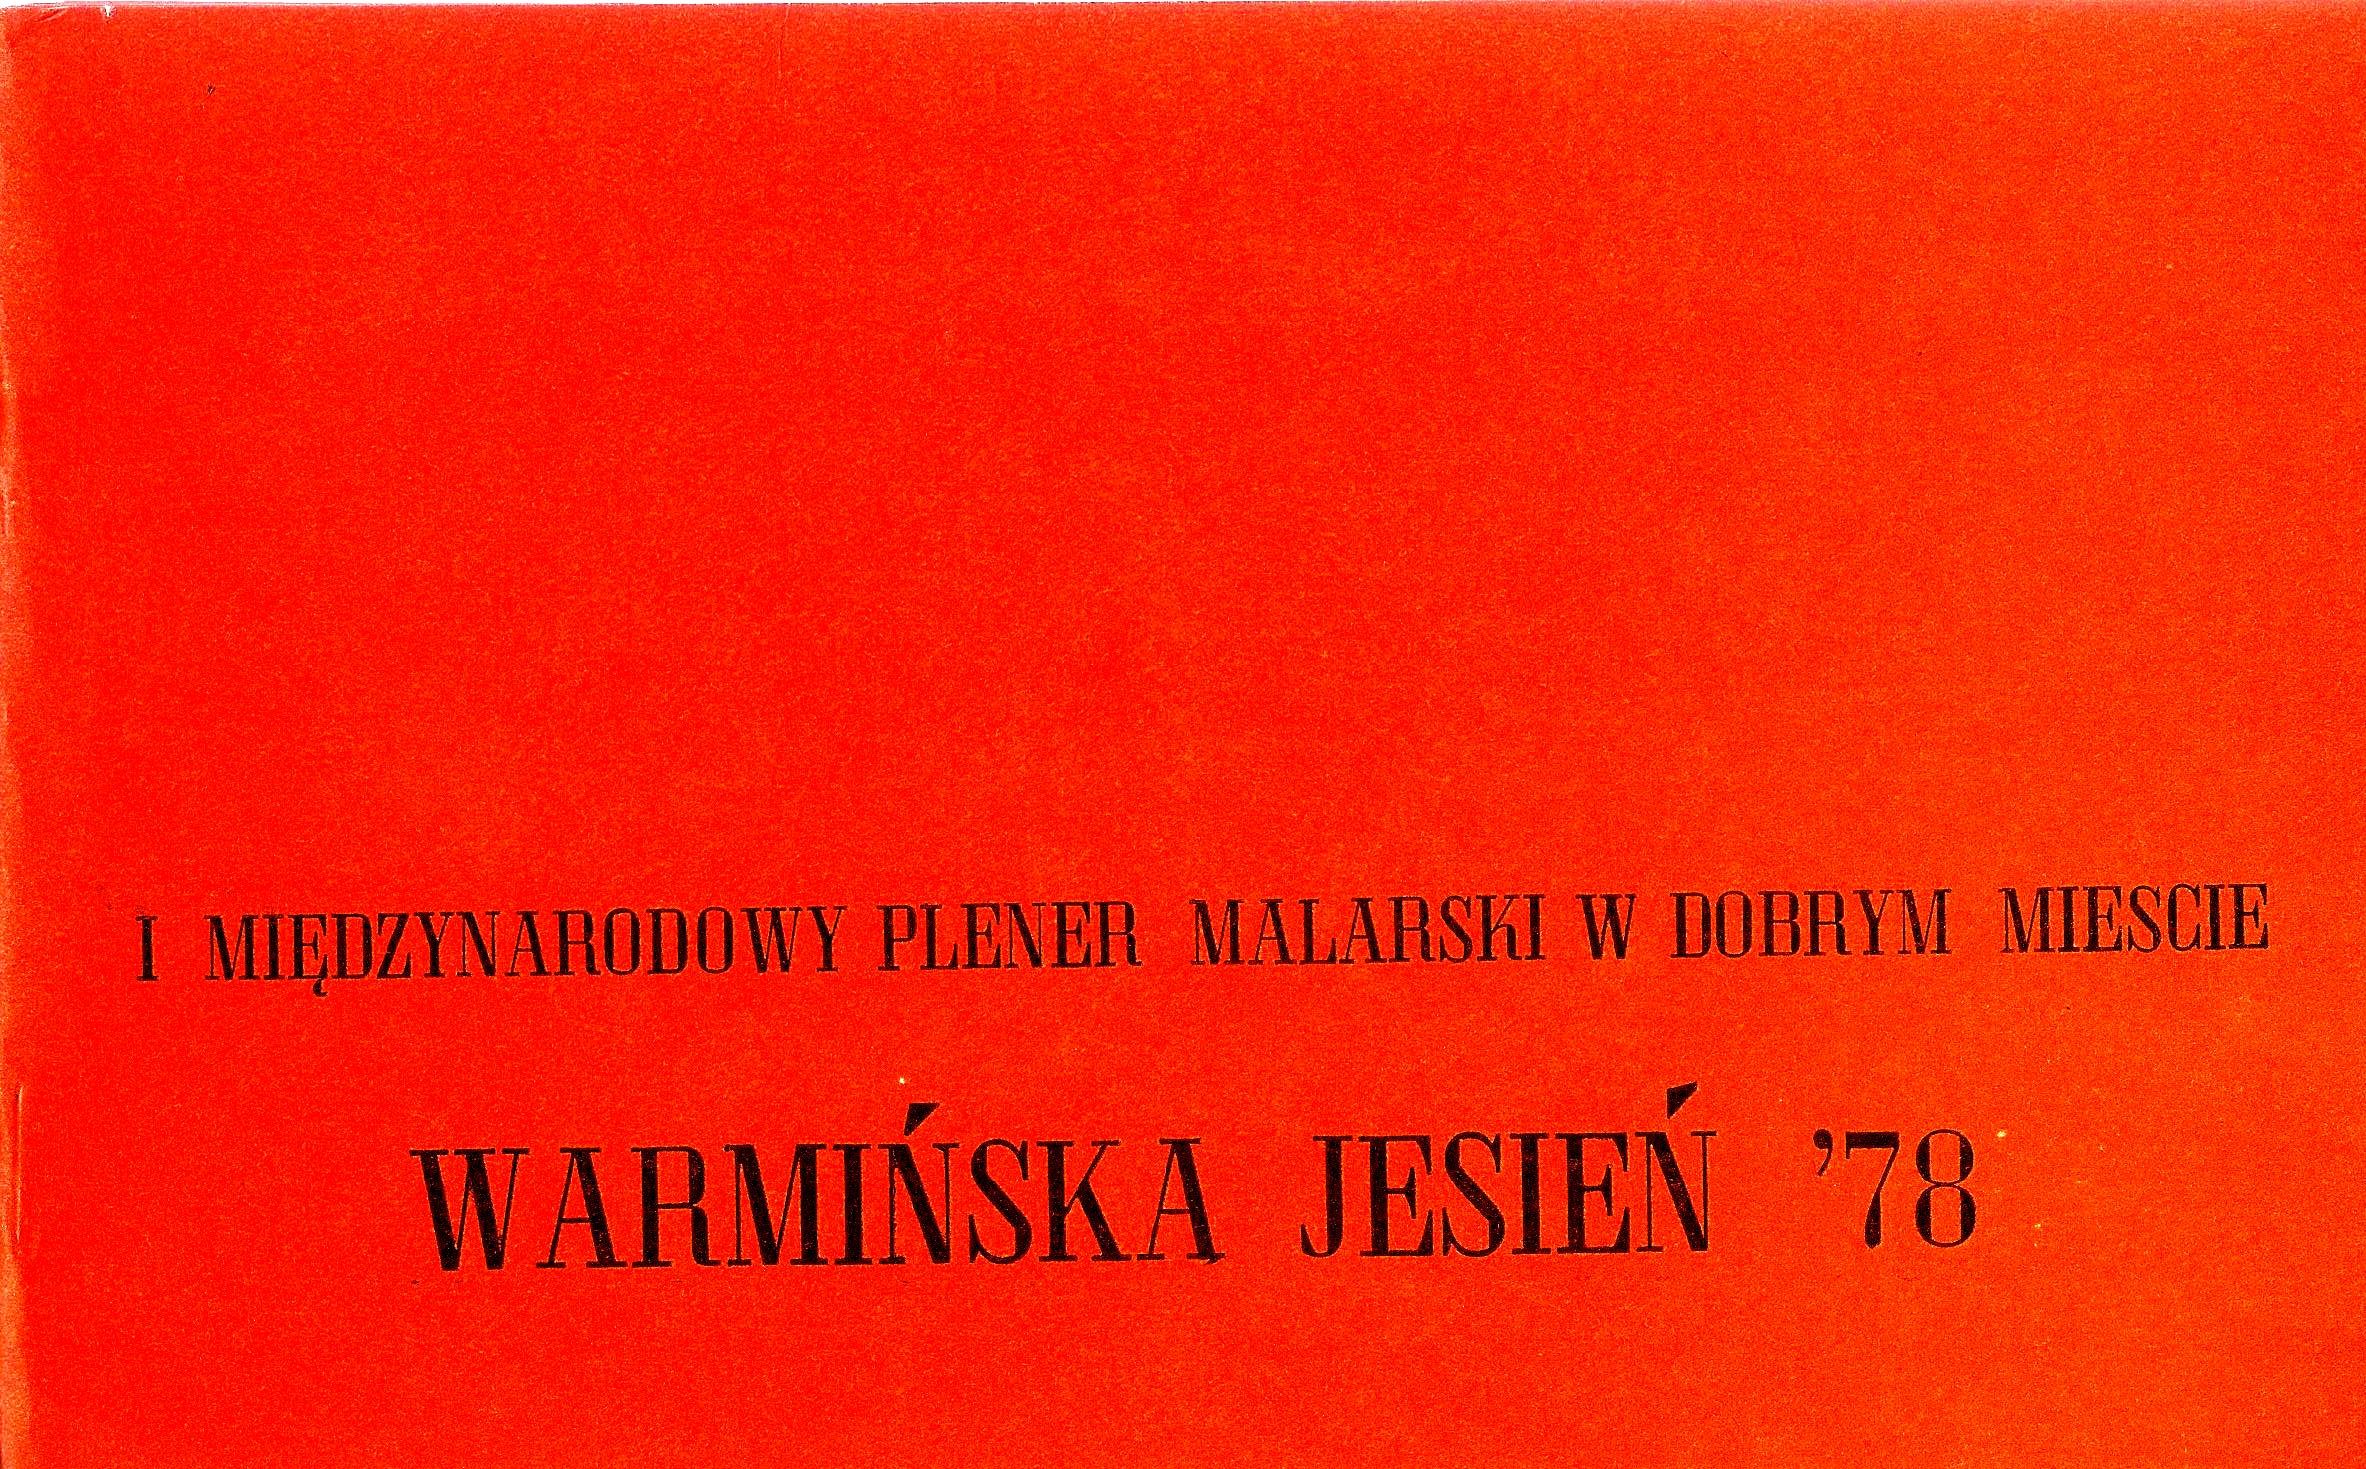 I MIĘDZYNARODOWY PLENER MALARSKI W DOBRYM MIESCIE
WARMIŃSKA JESIEŃ '78